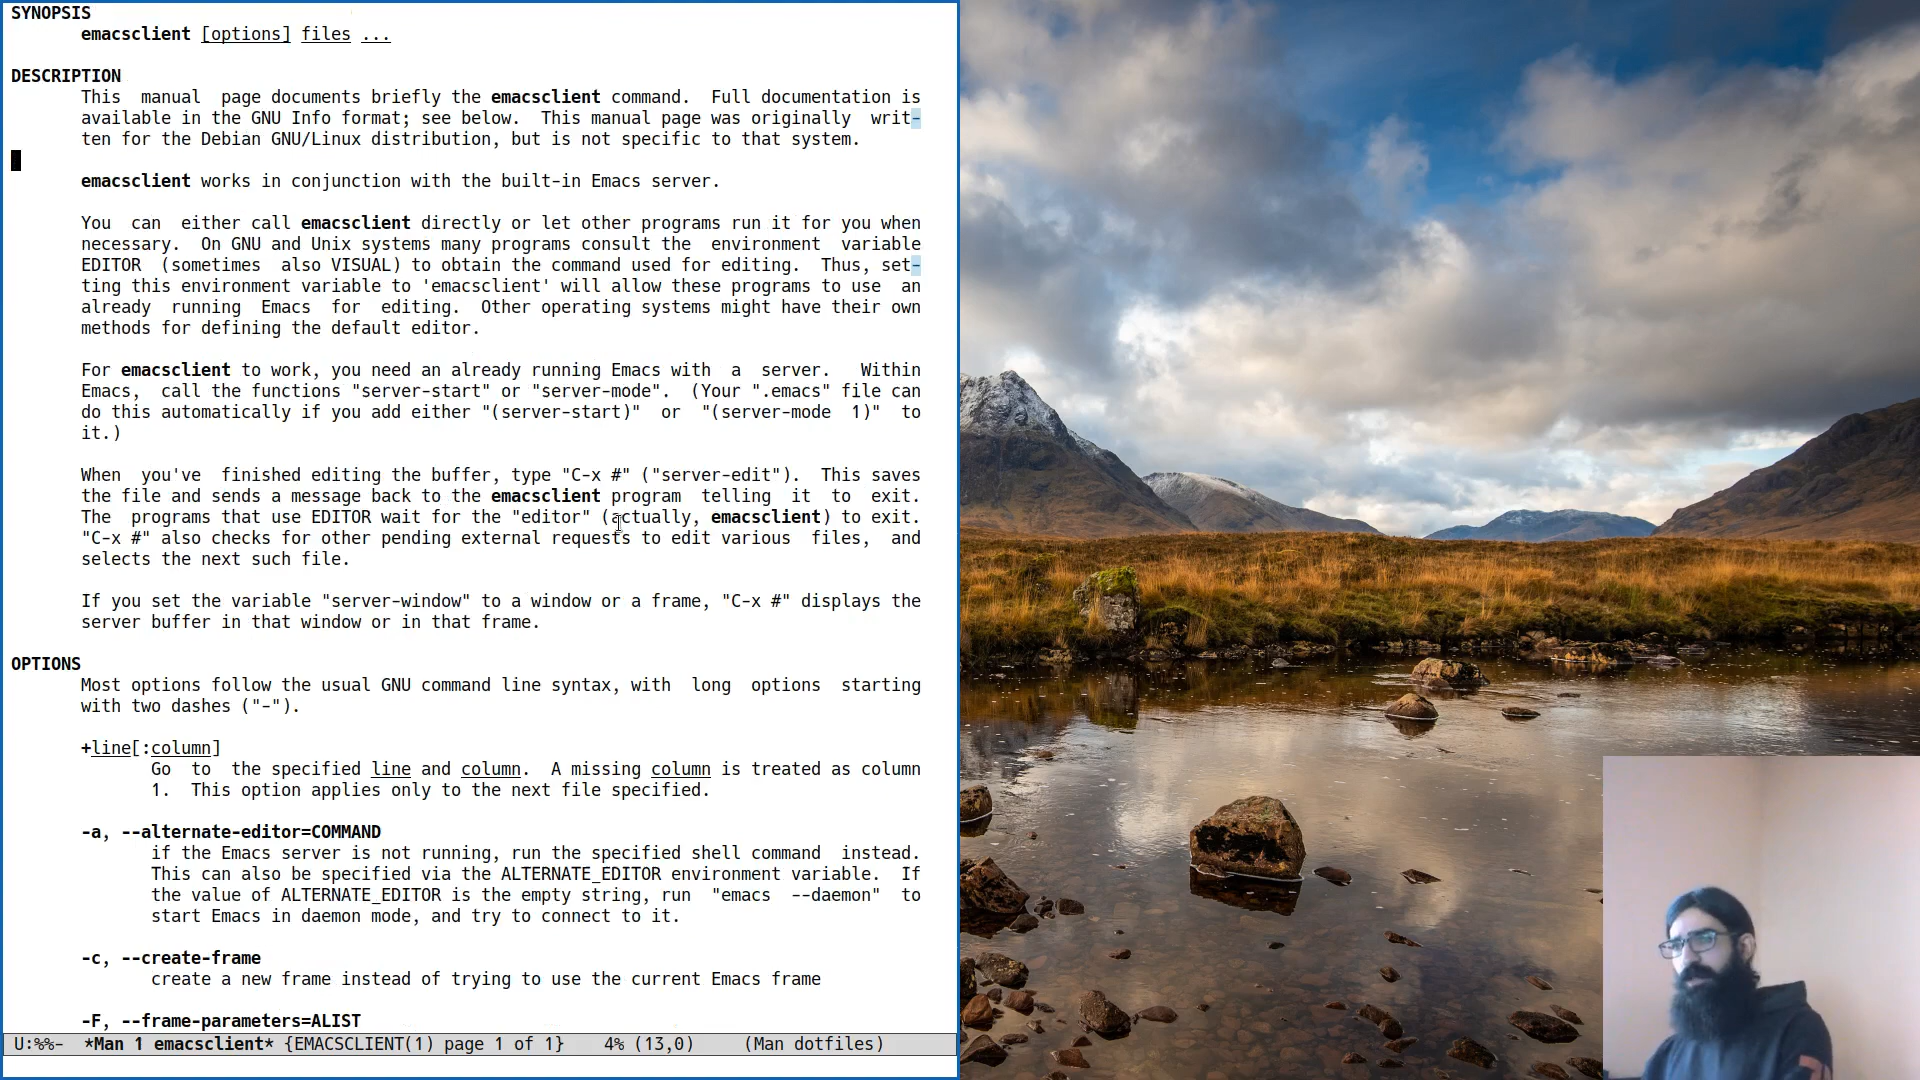 SYNOPSIS
emacsclient [options] files ...
DESCRIPTION
This manual page documents briefly the emacsclient command. Full documentation is
available in the GNU Info format; see below. This manual page was originally writ-
ten for the Debian GNU/Linux distribution, but is not specific to that system.
emacsclient works in conjunction with the built-in Emacs server.
You can either call emacsclient directly or let other programs run it for you when
necessary. On GNU and Unix systems many programs consult the environment variable
EDITOR (sometimes also VISUAL) to obtain the command used for editing. Thus, set-
ting this environment variable to 'emacsclient' will allow these programs to use an
already running Emacs for editing. Other operating systems might have their own
methods for defining the default editor.
For emacsclient to work, you need an already running Emacs with a server. Within
Emacs, call the functions "server-start" or "server-mode". (Your ".emacs" file can
do this automatically if you add either "(server-start)" or "(server-mode 1)" to
it.)
When you've finished editing the buffer, type "C-x #" ("server-edit"). This saves
the file and sends a message back to the emacsclient program telling it to exit.
The programs that use EDITOR wait for the "editor" (actually, emacsclient) to exit.
"C-x #" also checks for other pending external requests to edit various files, and
selects the next such file.
If you set the variable "server-window" to a window or a frame, "C-x #" displays the
server buffer in that window or in that frame.
OPTIONS
Most options follow the usual GNU command line syntax, with long options starting
with two dashes ("-").
+line[:column]
Go to the specified line and column. A missing column is treated as column
1. This option applies only to the next file specified.
-a, --alternate-editor=COMMAND
if the Emacs server is not running, run the specified shell command instead.
This can also be specified via the ALTERNATE_EDITOR environment variable. If
the value of ALTERNATE_EDITOR is the empty string, run "emacs --daemon" to
start Emacs in daemon mode, and try to connect to it.
-c, --create-frame
create a new frame instead of trying to use the current Emacs frame
-F, --frame-parameters=ALIST
U:%%- *Man 1 emacsclient* {EMACSCLIENT(1) page 1 of 1} 4% (13,0) (Man dotfiles)